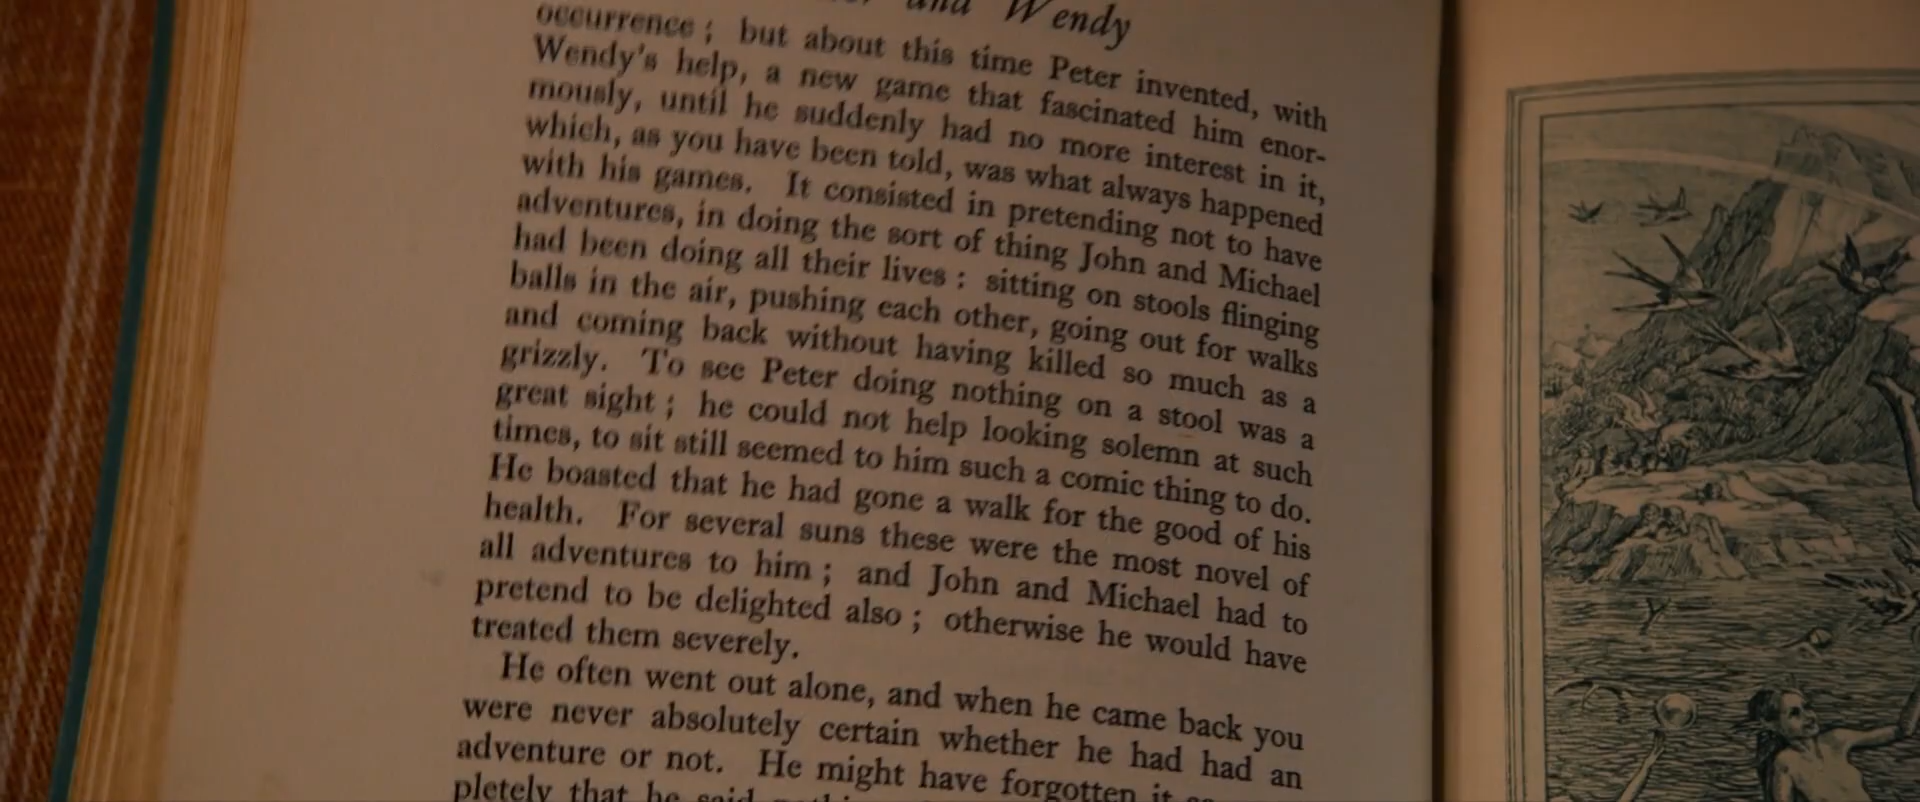 and Wendy
occurrence ; but about this time Peter invented, with
Wendy's help, a new game that fascinated him enor-
mously, until he suddenly had no more interest in it,
which, as you have been told, was what always happened
with his games. It consisted in pretending not to have
adventures, in doing the sort of thing John and Michael
had been doing all their lives : sitting on stools flinging
balls in the air, pushing each other, going out for walks
and coming back without having killed so much as a
grizzly. To see Peter doing nothing on a stool was a
great sight ; he could not help looking solemn at such
times, to sit still seemed to him such a comic thing to do.
He boasted that he had gone a walk for the good of his
health. For several suns these were the most novel of
all adventures to him ; and John and Michael had to
pretend to be delighted also ; otherwise he would have
treated them severely.
He often went out alone, and when he came back you
were never absolutely certain whether he had had an
adventure or not. He might have forgotten it
pletely that he said